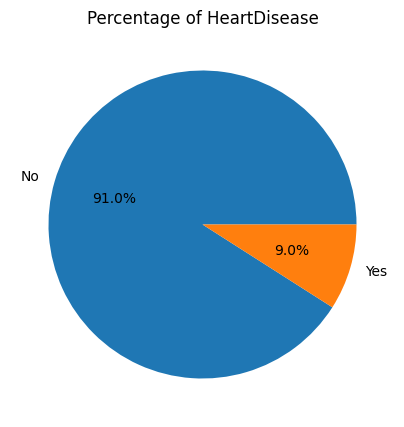 Percentage of HeartDisease
No
91.0%
9.0%
Yes